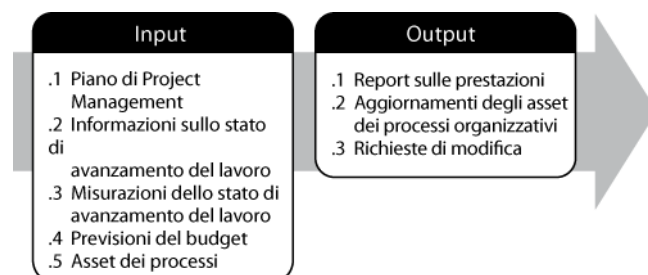 Input
.1 Piano di Project
Management
.2 Informazioni sullo stato
di
avanzamento del lavoro
.3 Misurazioni dello stato di
avanzamento del lavoro
.4 Previsioni del budget
.5 Asset dei processi
Output
.1 Report sulle prestazioni
.2 Aggiornamenti degli asset
dei processi organizzativi
.3 Richieste di modifica